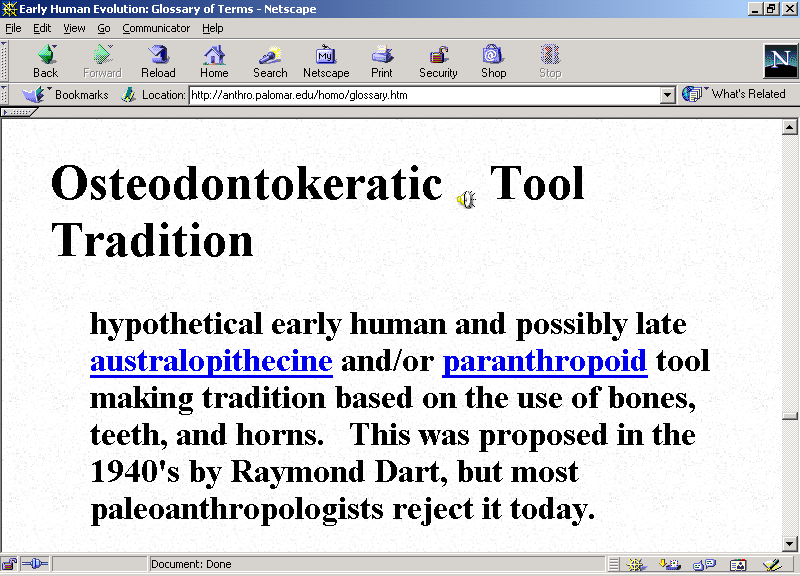 Early Human Evolution: Glossary of Terms - Netscape
File Edit View Go Communicator Help
My N
Back Forward Reload Home Search Netscape Print Security Shop Stop
Bookmarks Location: http://anthro.palomar.edu/homo/glossary.htm What's Related
Osteodontokeratic Tool
Tradition
hypothetical early human and possibly late
australopithecine and/or paranthropoid tool
making tradition based on the use of bones,
teeth, and horns. This was proposed in the
1940's by Raymond Dart, but most
paleoanthropologists reject it today.
Document: Done